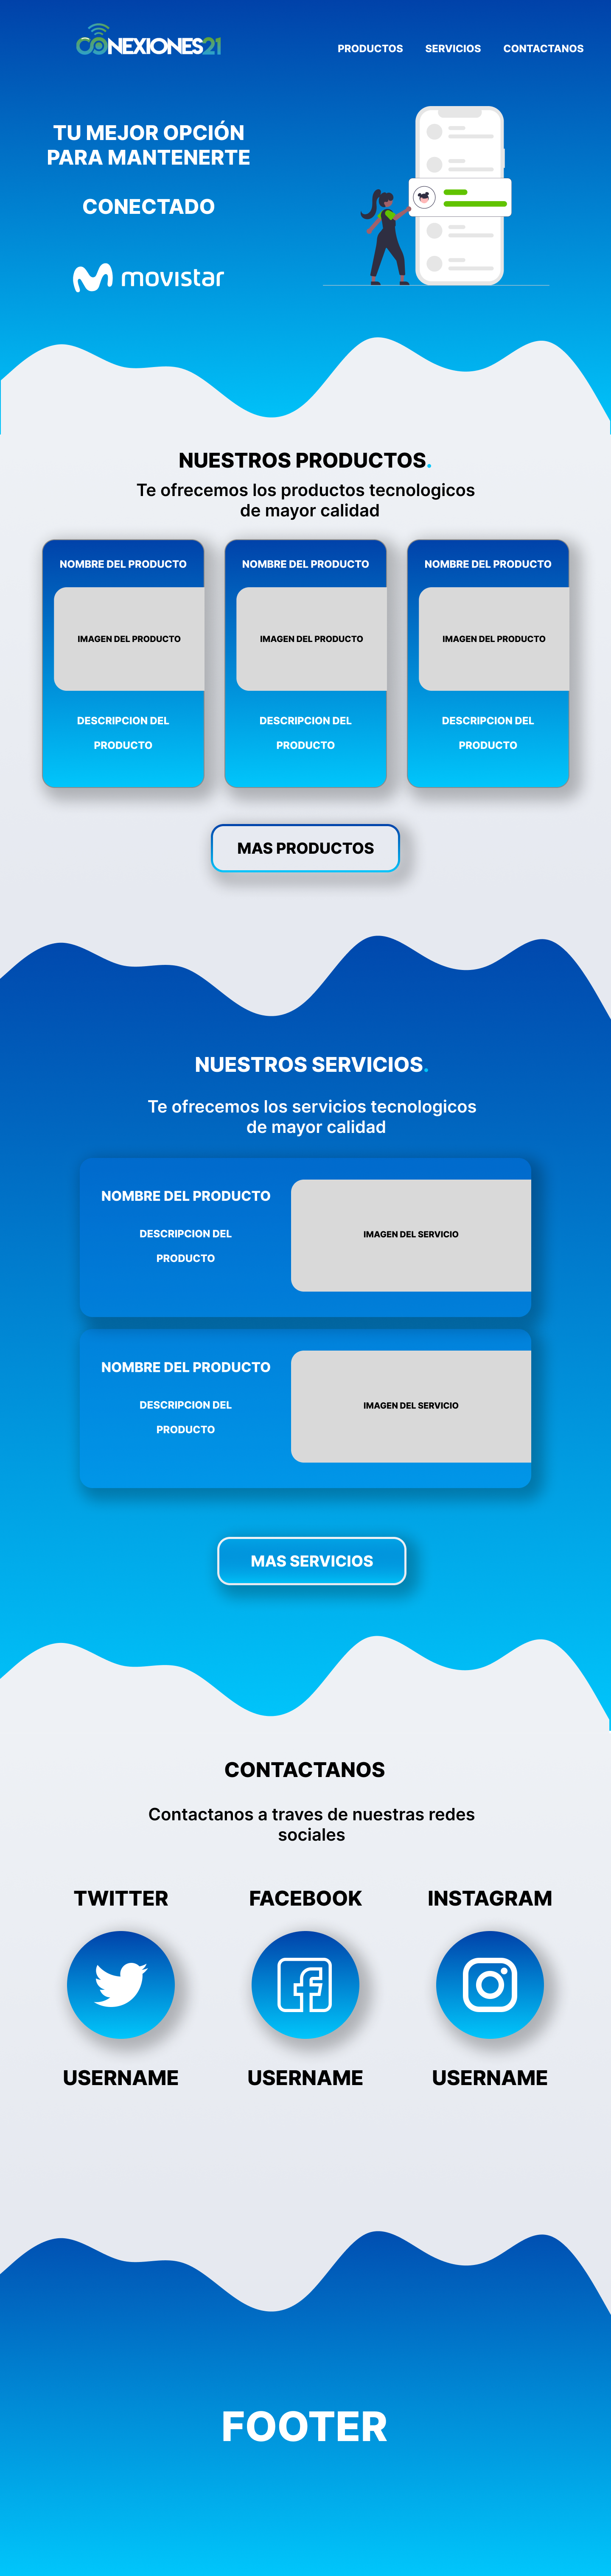 CONEXIONES21
PRODUCTOS SERVICIOS CONTACTANOS
TU MEJOR OPCIÓN
PARA MANTENERTE
CONECTADO
movistar
NUESTROS PRODUCTOS.
Te ofrecemos los productos tecnologicos
de mayor calidad
NOMBRE DEL PRODUCTO
IMAGEN DEL PRODUCTO
DESCRIPCION DEL
PRODUCTO
NOMBRE DEL PRODUCTO
IMAGEN DEL PRODUCTO
DESCRIPCION DEL
PRODUCTO
NOMBRE DEL PRODUCTO
IMAGEN DEL PRODUCTO
DESCRIPCION DEL
PRODUCTO
MAS PRODUCTOS
NUESTROS SERVICIOS.
Te ofrecemos los servicios tecnologicos
de mayor calidad
NOMBRE DEL PRODUCTO
DESCRIPCION DEL
PRODUCTO
IMAGEN DEL SERVICIO
NOMBRE DEL PRODUCTO
DESCRIPCION DEL
PRODUCTO
IMAGEN DEL SERVICIO
MAS SERVICIOS
CONTACTANOS
Contactanos a traves de nuestras redes
sociales
TWITTER
USERNAME
FACEBOOK
USERNAME
INSTAGRAM
USERNAME
FOOTER